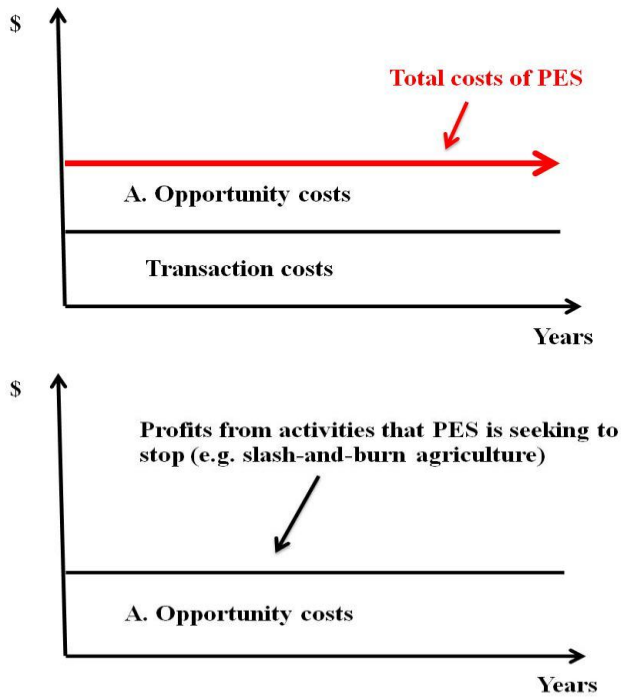 $
Total costs of PES
A. Opportunity costs
Transaction costs
Years
$
Profits from activities that PES is seeking to
stop (e.g. slash-and-burn agriculture)
A. Opportunity costs
Years